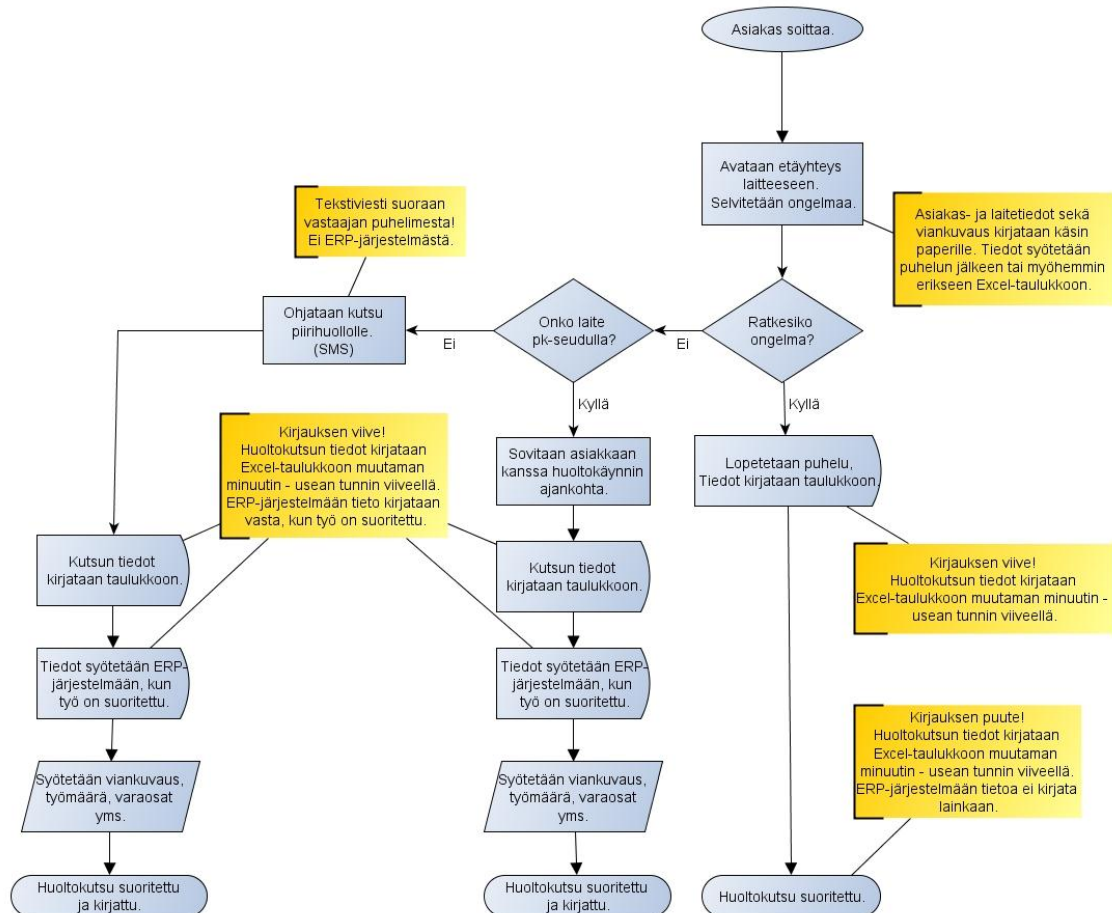 Asiakas soittaa.
Avataan etäyhteys
laitteeseen.
Selvitetään ongelmaa.
Asiakas- ja laitetiedot sekä
viankuvaus kirjataan käsin
paperille. Tiedot syötetään
puhelun jälkeen tai myöhemmin
erikseen Excel-taulukkoon.
Tekstiviesti suoraan
vastaajan puhelimesta!
Ei ERP-järjestelmästä.
Ratkesiko
ongelma?
Ei
Kyllä
Onko laite
pk-seudulla?
Ei
Kyllä
Ohjataan kutsu
piirihuollolle.
(SMS)
Kirjauksen viive!
Huoltokutsun tiedot kirjataan
Excel-taulukkoon muutaman
minuutin - usean tunnin viiveellä.
ERP-järjestelmään tieto kirjataan
vasta, kun työ on suoritettu.
Sovitaan asiakkaan
kanssa huoltokäynnin
ajankohta.
Lopetetaan puhelu,
Tiedot kirjataan taulukkoon.
Kutsun tiedot
kirjataan taulukkoon.
Kutsun tiedot
kirjataan taulukkoon.
Kirjauksen viive!
Huoltokutsun tiedot kirjataan
Excel-taulukkoon muutaman minuutin -
usean tunnin viiveellä.
Tiedot syötetään ERP-
järjestelmään, kun
työ on suoritettu.
Tiedot syötetään ERP-
järjestelmään, kun
työ on suoritettu.
Kirjauksen puute!
Huoltokutsun tiedot kirjataan
Excel-taulukkoon muutaman
minuutin - usean tunnin viiveellä.
ERP-järjestelmään tietoa ei kirjata
lainkaan.
Syötetään viankuvaus,
työmäärä, varaosat
yms.
Syötetään viankuvaus,
työmäärä, varaosat
yms.
Huoltokutsu suoritettu
ja kirjattu.
Huoltokutsu suoritettu
ja kirjattu.
Huoltokutsu suoritettu.